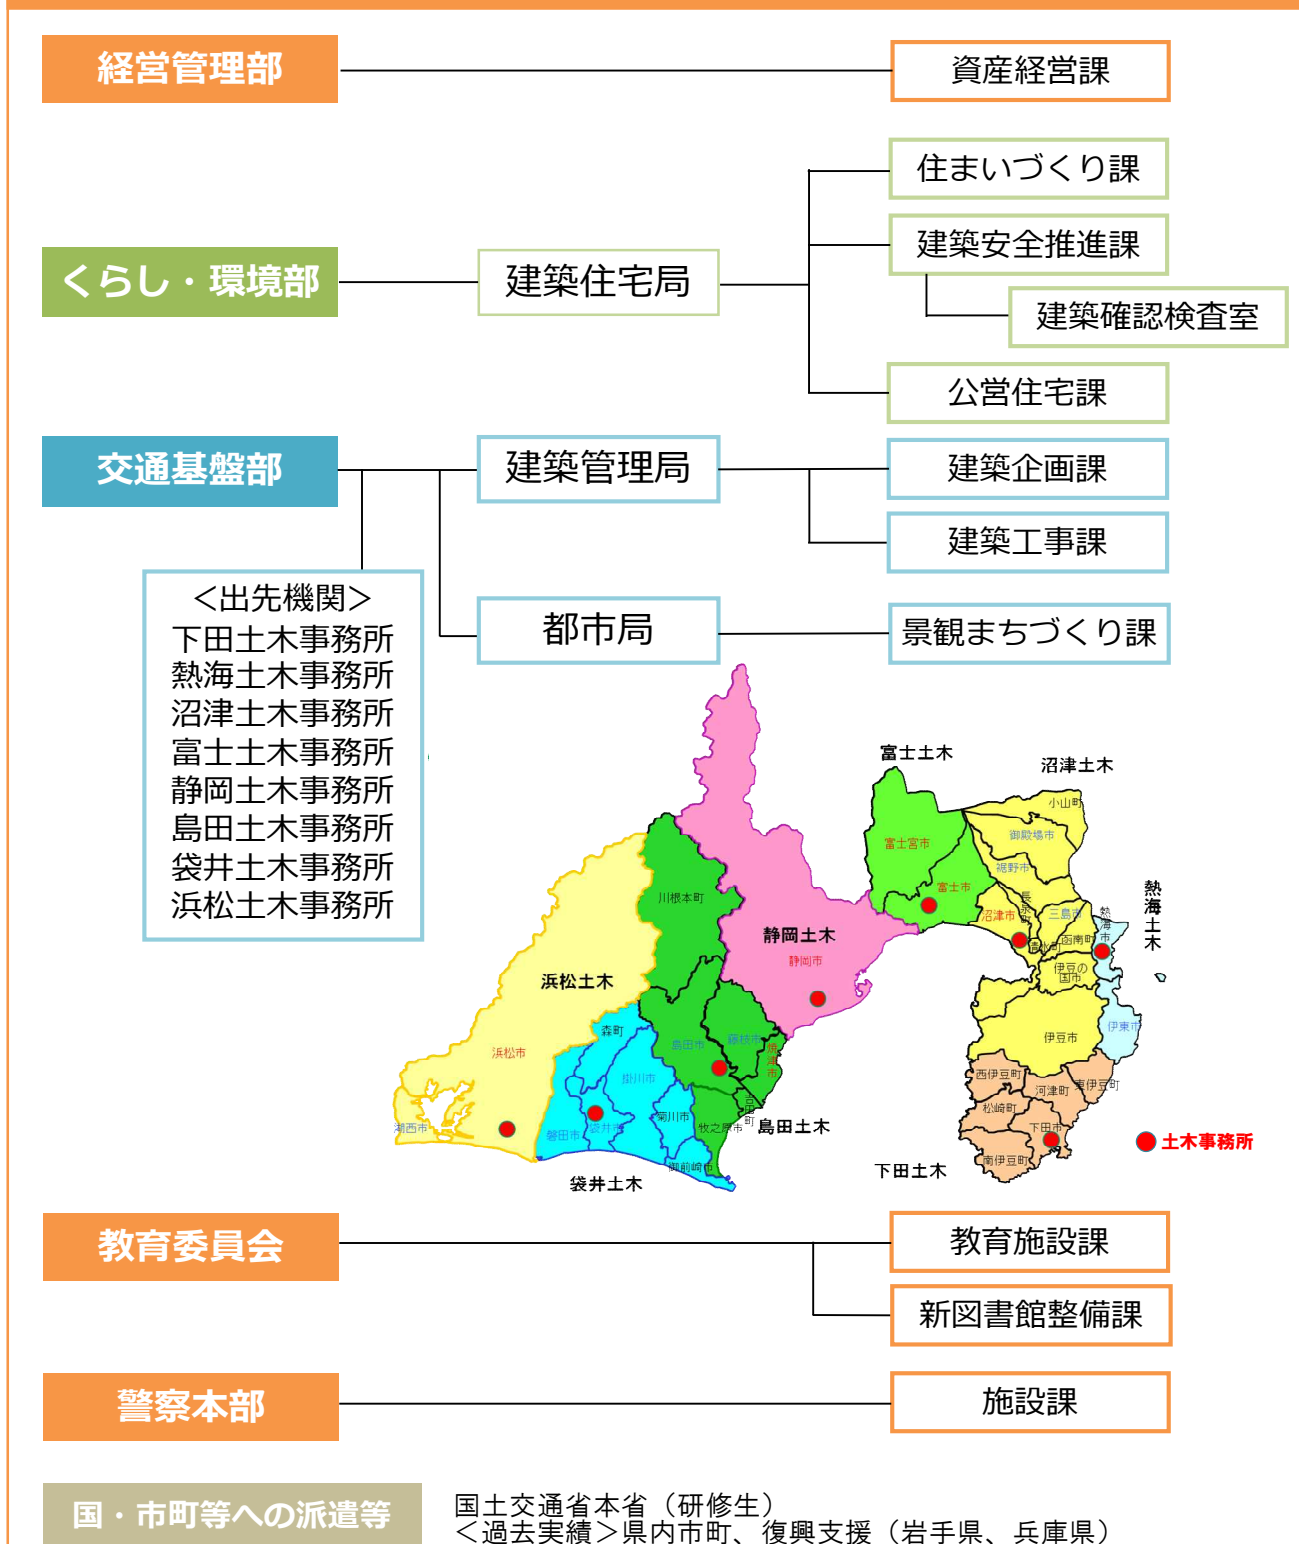 経営管理部
資産経営課
住まいづくり課
建築安全推進課
くらし・環境部
建築住宅局
建築確認検査室
公営住宅課
交通基盤部
建築管理局
建築企画課
建築工事課
＜出先機関＞
下田土木事務所
熱海土木事務所
沼津土木事務所
富士土木事務所
静岡土木事務所
島田土木事務所
袋井土木事務所
浜松土木事務所
都市局
景観まちづくり課
富士土木
沼津土木
小山町
御殿場市
富士宮市
裾野市
富士市
長泉町
沼津市
三島市
熱海市
熱海土木
清水町
函南町
伊豆の
国市
川根本町
静岡土木
静岡市
浜松土木
森町
島田市
藤枝市
焼津市
伊豆市
伊東市
浜松市
掛川市
西伊豆町
河津町
東伊豆町
松崎町
吉田町
菊川市
牧之原市
島田土木
湖西市
磐田市
袋井市
下田市
土木事務所
御前崎市
南伊豆町
袋井土木
下田土木
教育委員会
教育施設課
新図書館整備課
警察本部
施設課
国・市町等への派遣等
国土交通省本省（研修生）
＜過去実績＞県内市町、復興支援（岩手県、兵庫県）